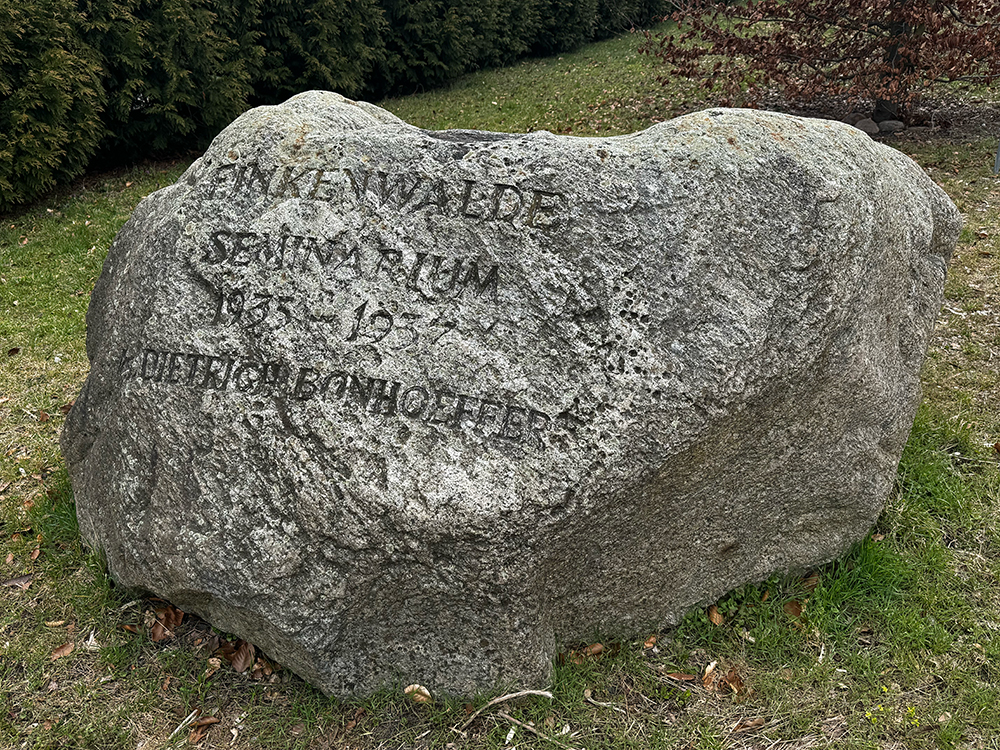 FINKENWALDE
SEMINARIUM
1935 - 1937
K. DIETRICH BONHOEFFER